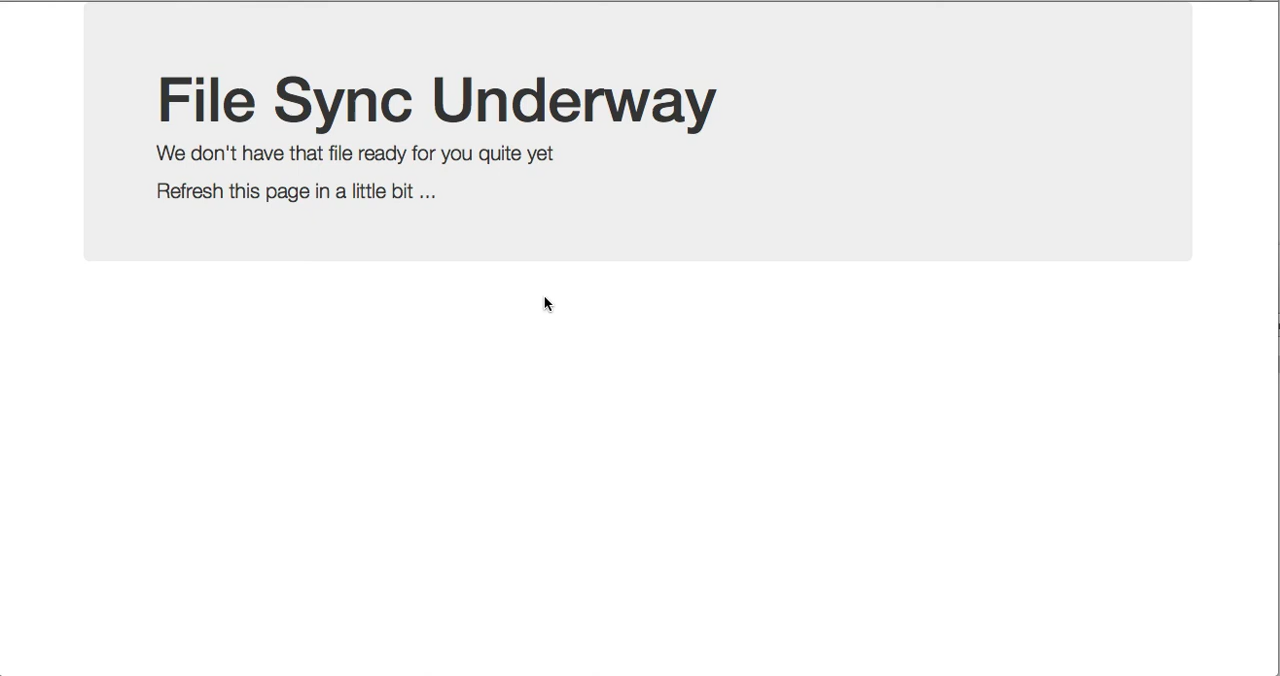 File Sync Underway
We don't have that file ready for you quite yet
Refresh this page in a little bit ...